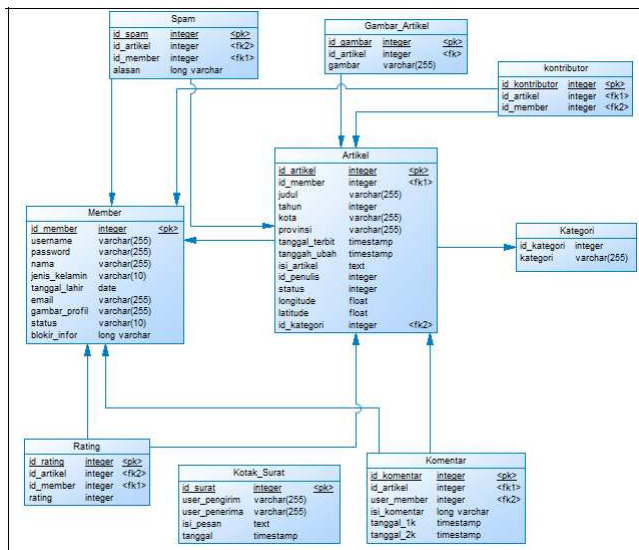 Spam
id_spam integer <pk>
id_artikel integer <fk2>
id_member integer <fk1>
alasan long varchar
Gambar_Artikel
id_gambar integer <pk>
id_artikel integer <fk>
gambar varchar(255)
kontributor
id_kontributor integer <pk>
id_artikel integer <fk1>
id_member integer <fk2>
Artikel
id_artikel integer <pk>
id_member integer <fk1>
judul varchar(255)
tahun integer
kota varchar(255)
provinsi varchar(255)
tanggal_terbit timestamp
tanggah_ubah timestamp
isi_artikel text
id_penulis integer
status integer
longitude float
latitude float
id_kategori integer <fk2>
Member
id_member integer <pk>
username varchar(255)
password varchar(255)
nama varchar(255)
jenis_kelamin varchar(10)
tanggal_lahir date
email varchar(255)
gambar_profil varchar(255)
status varchar(10)
blokir_infor long varchar
Kategori
id_kategori integer
kategori varchar(255)
Rating
id_rating integer <pk>
id_artikel integer <fk2>
id_member integer <fk1>
rating integer
Kotak_Surat
id_surat integer <pk>
user_pengirim varchar(255)
user_penerima varchar(255)
isi_pesan text
tanggal timestamp
Komentar
id_komentar integer <pk>
id_artikel integer <fk1>
user_member integer <fk2>
isi_komentar long varchar
tanggal_1k timestamp
tanggal_2k timestamp